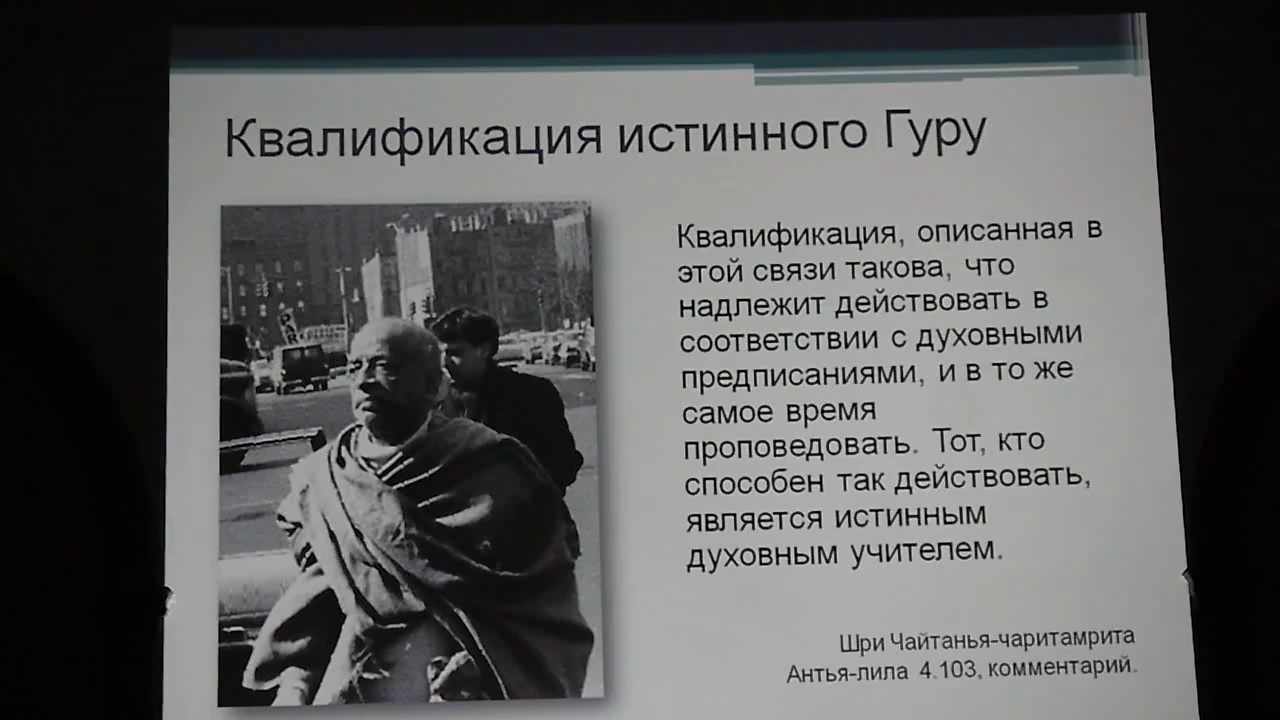 Квалификация истинного Гуру
Квалификация, описанная в
этой связи такова, что
надлежит действовать в
соответствии с духовными
предписаниями, и в то же
самое время
проповедовать. Тот, кто
способен так действовать,
является истинным
духовным учителем.
Шри Чайтанья-чаритамрита
Антья-лила 4.103, комментарий.